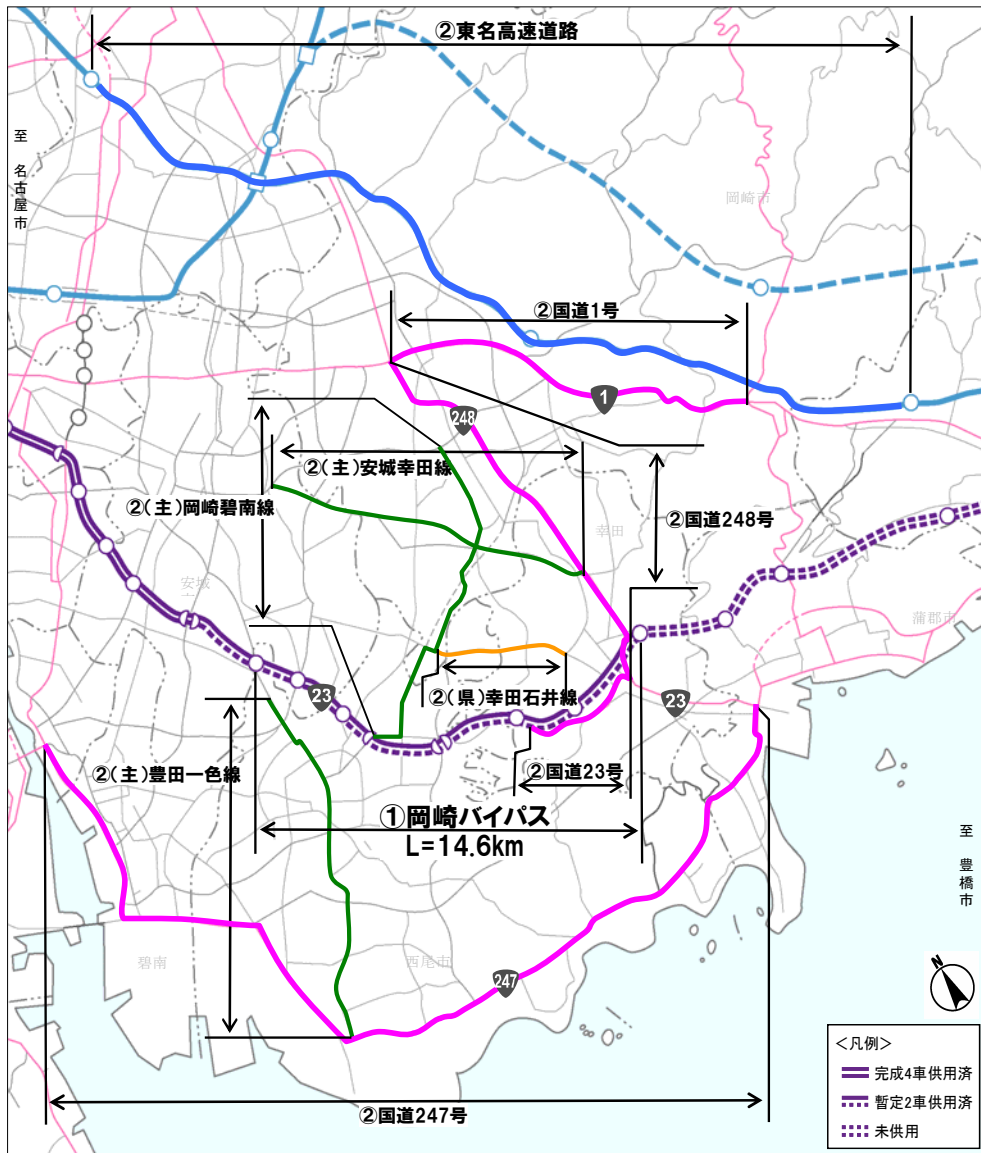 ②東名高速道路
至 名古屋市
岡崎市
②国道1号
1
248
②(主)安城幸田線
②(主)岡崎碧南線
②国道248号
幸田
安城
蒲郡市
23
②(県)幸田石井線
23
②国道23号
②(主)豊田一色線
①岡崎バイパス
L=14.6km
至 豊橋市
碧南
西尾市
247
N
②国道247号
<凡例>
完成4車供用済
暫定2車供用済
未供用